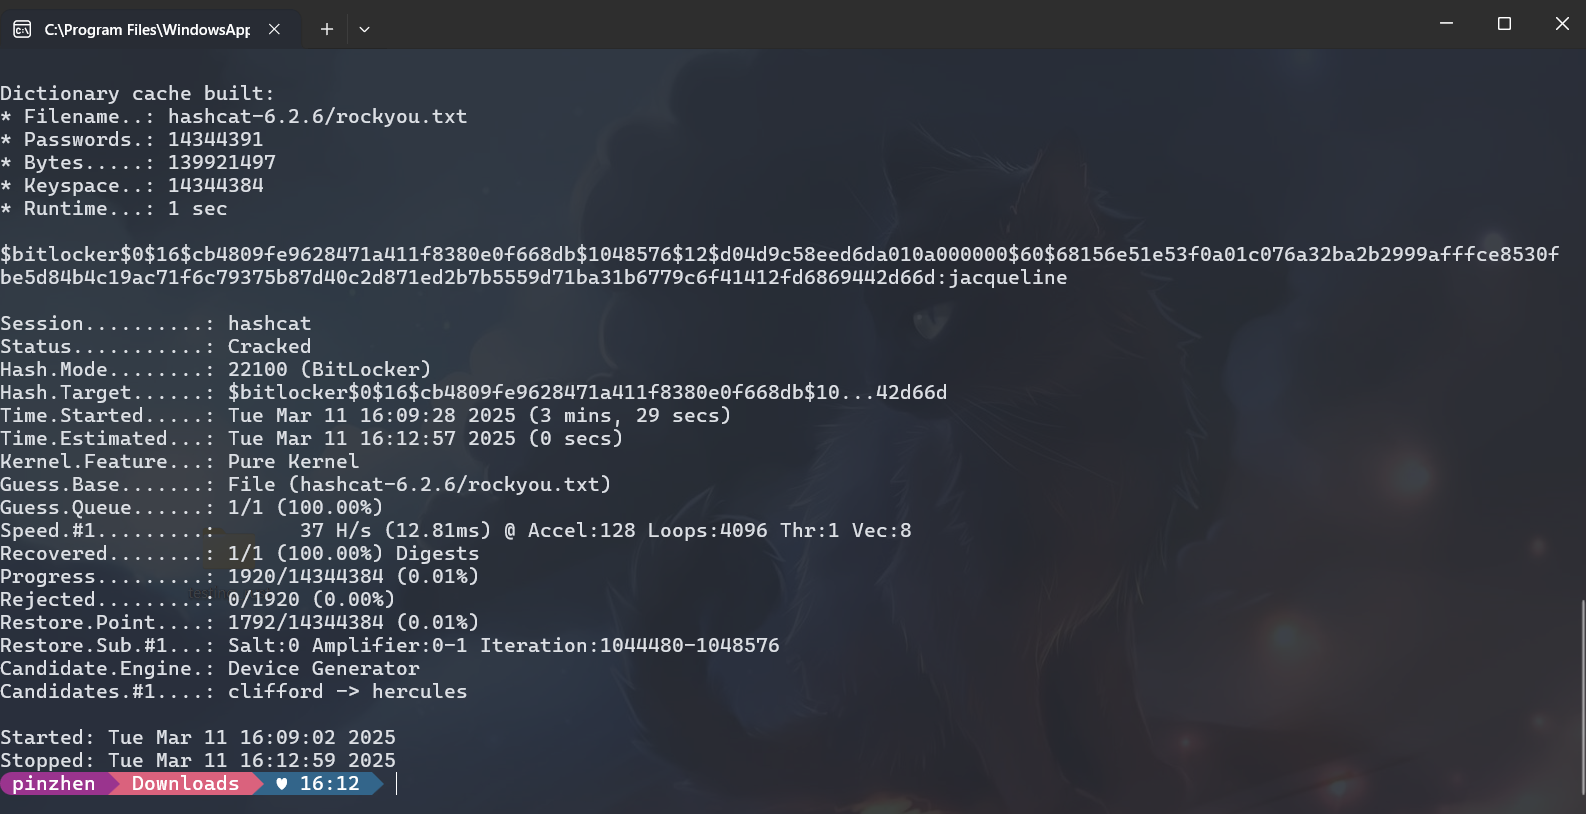 C:\Program Files\WindowsApp
Dictionary cache built:
* Filename..: hashcat-6.2.6/rockyou.txt
* Passwords.: 14344391
* Bytes.....: 139921497
* Keyspace..: 14344384
* Runtime...: 1 sec
$bitlocker$0$16$cb4809fe9628471a411f8380e0f668db$1048576$12$d04d9c58eed6da010a000000$60$68156e51e53f0a01c076a32ba2b2999afffce8530f
be5d84b4c19ac71f6c79375b87d40c2d871ed2b7b5559d71ba31b6779c6f41412fd6869442d66d:jacqueline
Session..........: hashcat
Status...........: Cracked
Hash.Mode........: 22100 (BitLocker)
Hash.Target......: $bitlocker$0$16$cb4809fe9628471a411f8380e0f668db$10...42d66d
Time.Started.....: Tue Mar 11 16:09:28 2025 (3 mins, 29 secs)
Time.Estimated...: Tue Mar 11 16:12:57 2025 (0 secs)
Kernel.Feature...: Pure Kernel
Guess.Base.......: File (hashcat-6.2.6/rockyou.txt)
Guess.Queue......: 1/1 (100.00%)
Speed.#1.........:       37 H/s (12.81ms) @ Accel:128 Loops:4096 Thr:1 Vec:8
Recovered........: 1/1 (100.00%) Digests
Progress.........: 1920/14344384 (0.01%)
Rejected.........: 0/1920 (0.00%)
Restore.Point....: 1792/14344384 (0.01%)
Restore.Sub.#1...: Salt:0 Amplifier:0-1 Iteration:1044480-1048576
Candidate.Engine.: Device Generator
Candidates.#1....: clifford -> hercules
Started: Tue Mar 11 16:09:02 2025
Stopped: Tue Mar 11 16:12:59 2025
pinzhen Downloads ♥ 16:12